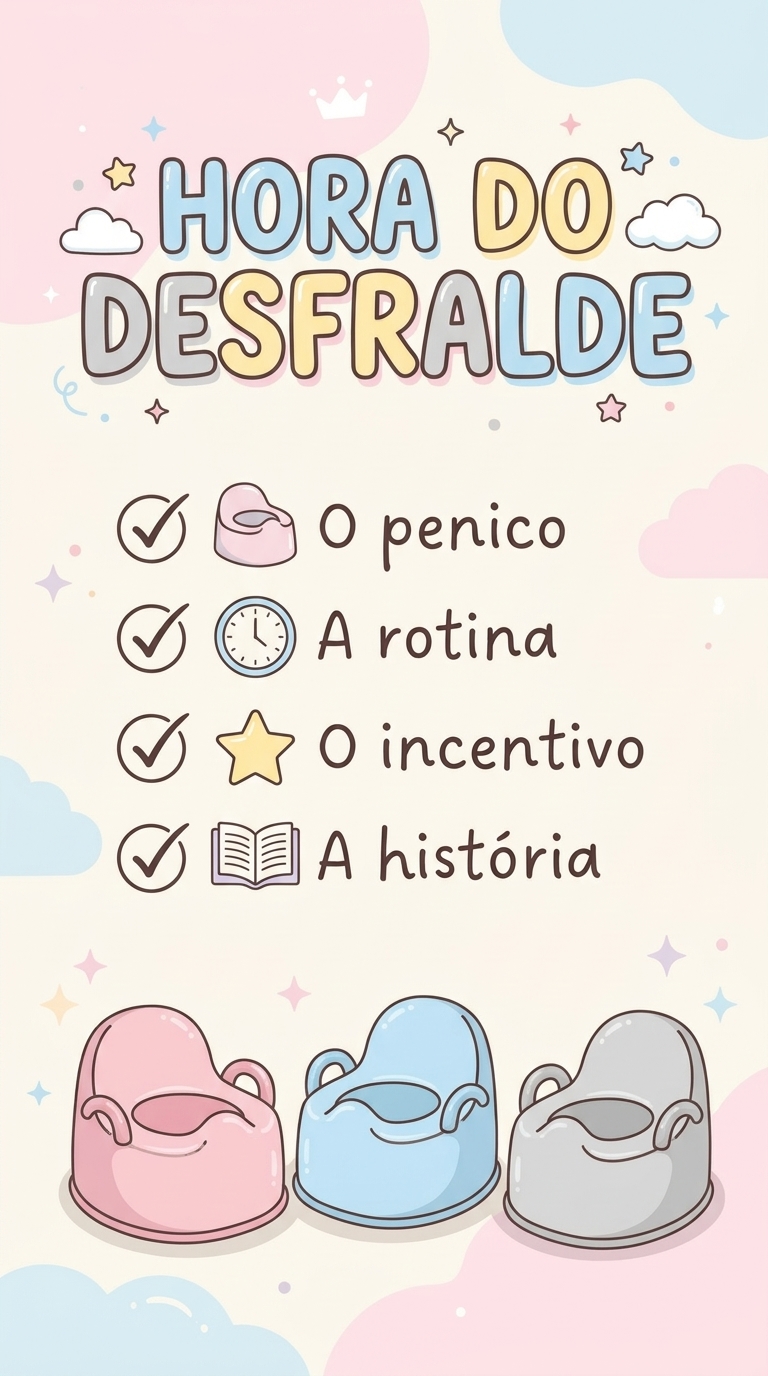 HORA DO
DESFRALDE
O penico
A rotina
O incentivo
A história